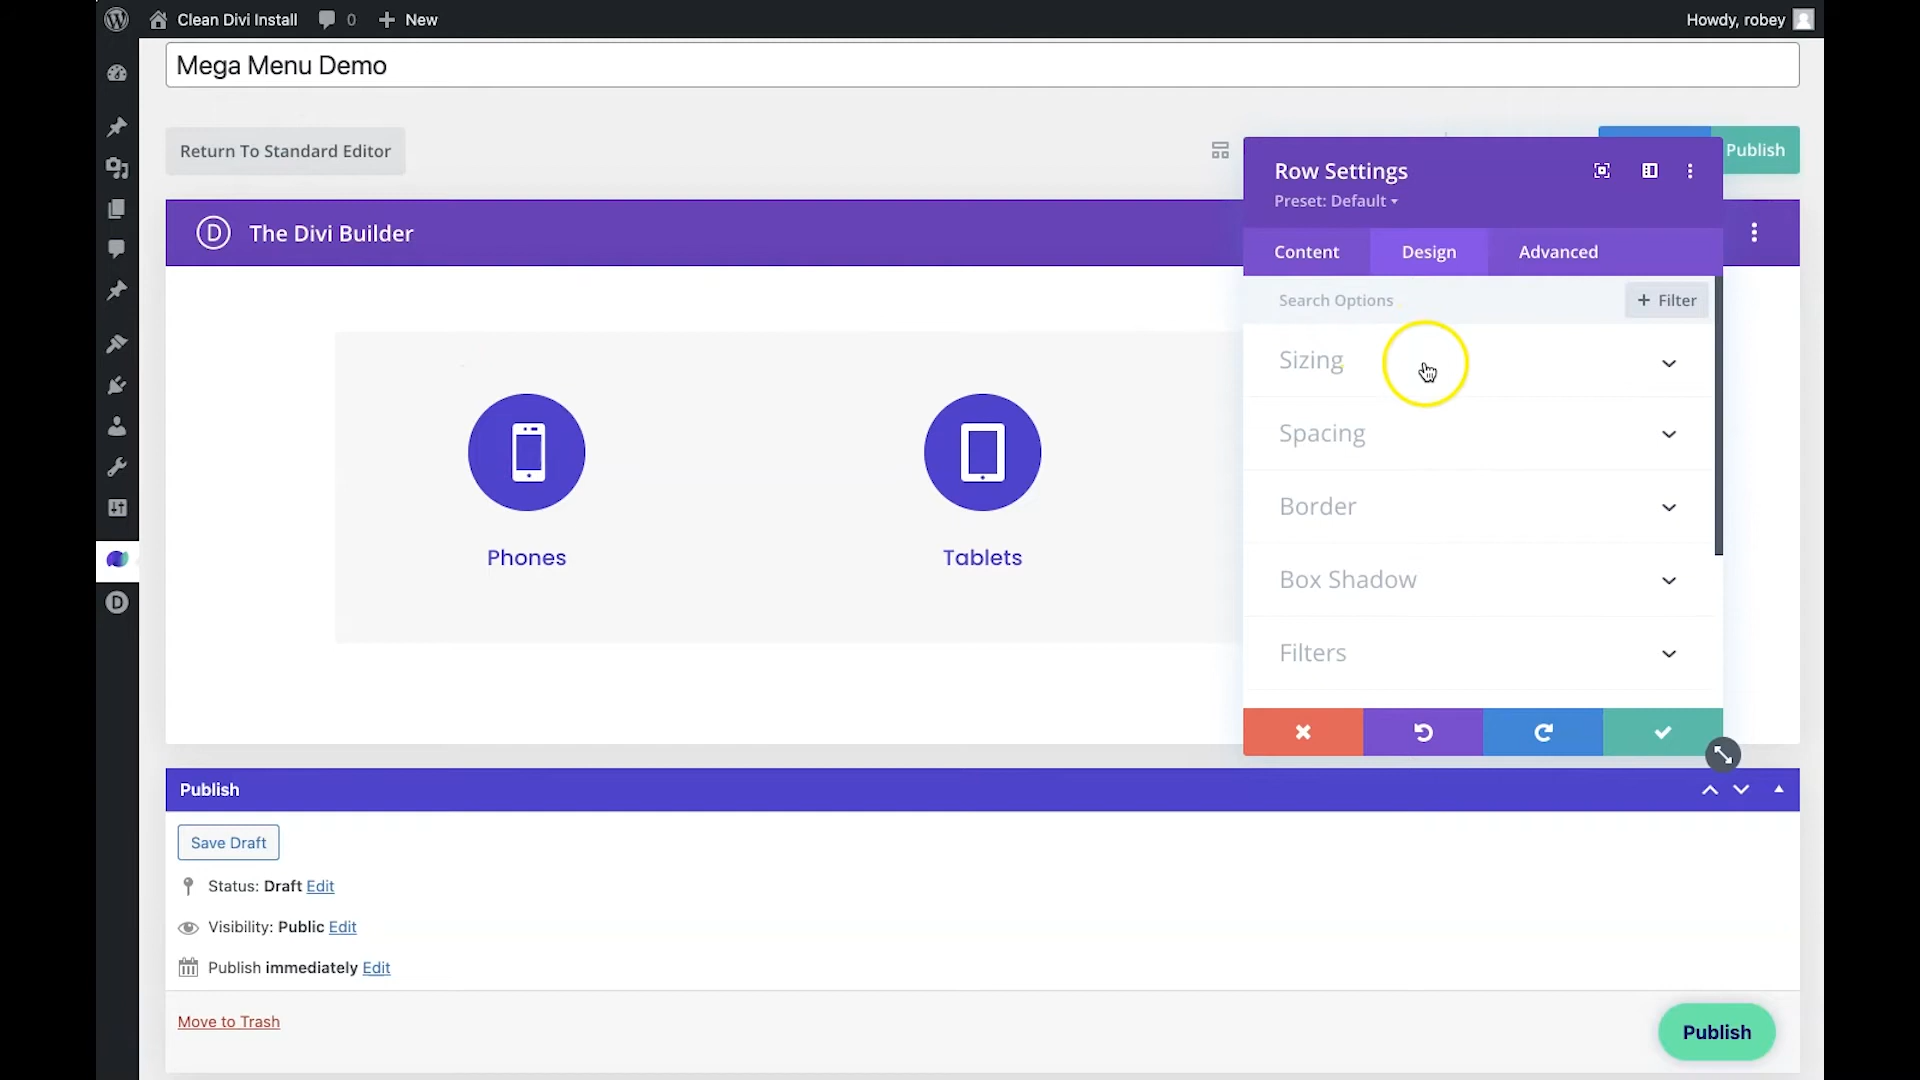 Clean Divi Install
0
New
Howdy, robey
Mega Menu Demo
Return To Standard Editor
Publish
The Divi Builder
Phones
Tablets
Row Settings
Preset: Default
Content
Design
Advanced
Search Options
+ Filter
Sizing
Spacing
Border
Box Shadow
Filters
Publish
Save Draft
Status: Draft Edit
Visibility: Public Edit
Publish immediately Edit
Move to Trash
Publish